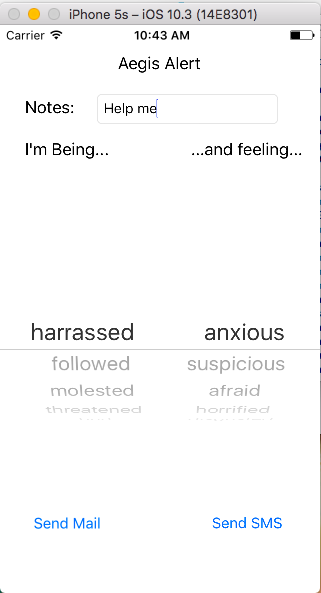 iPhone 5s – iOS 10.3 (14E8301)
Carrier 10:43 AM
Aegis Alert
Notes: Help me
I'm Being... ...and feeling...
harrassed anxious
followed suspicious
molested afraid
threatened horrified
Send Mail Send SMS